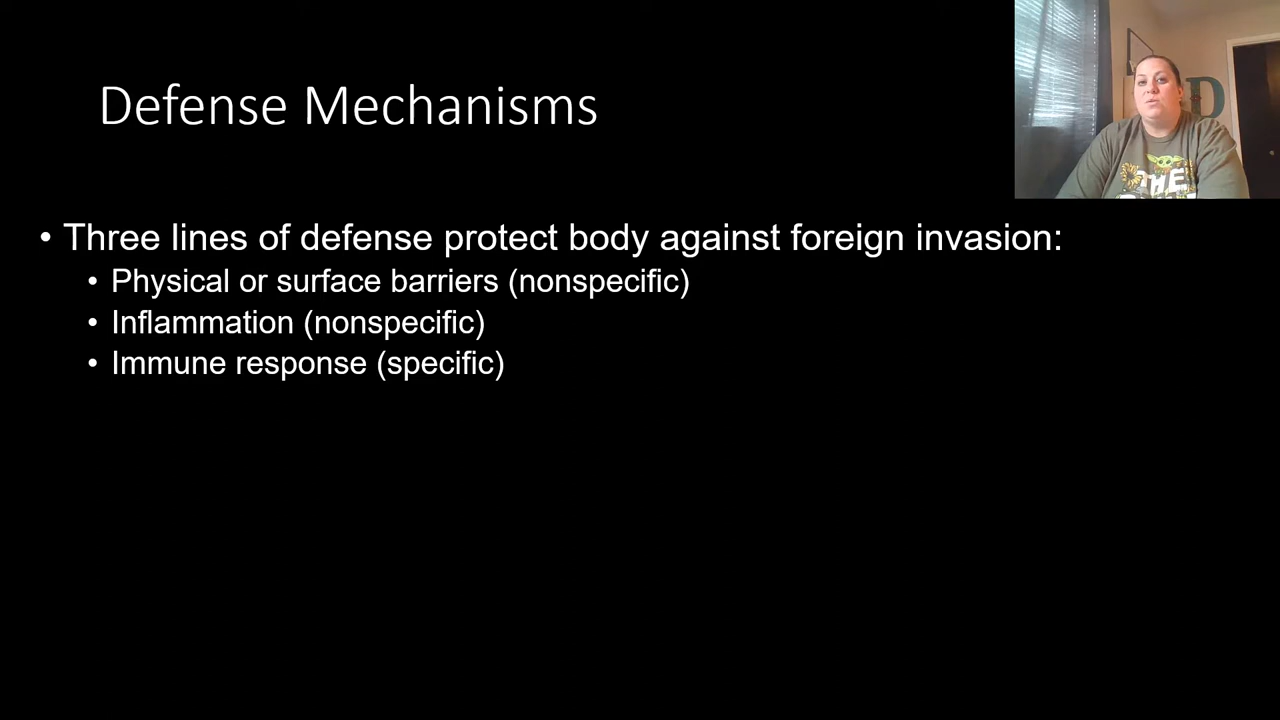 Defense Mechanisms
• Three lines of defense protect body against foreign invasion:
• Physical or surface barriers (nonspecific)
• Inflammation (nonspecific)
• Immune response (specific)
D
THE